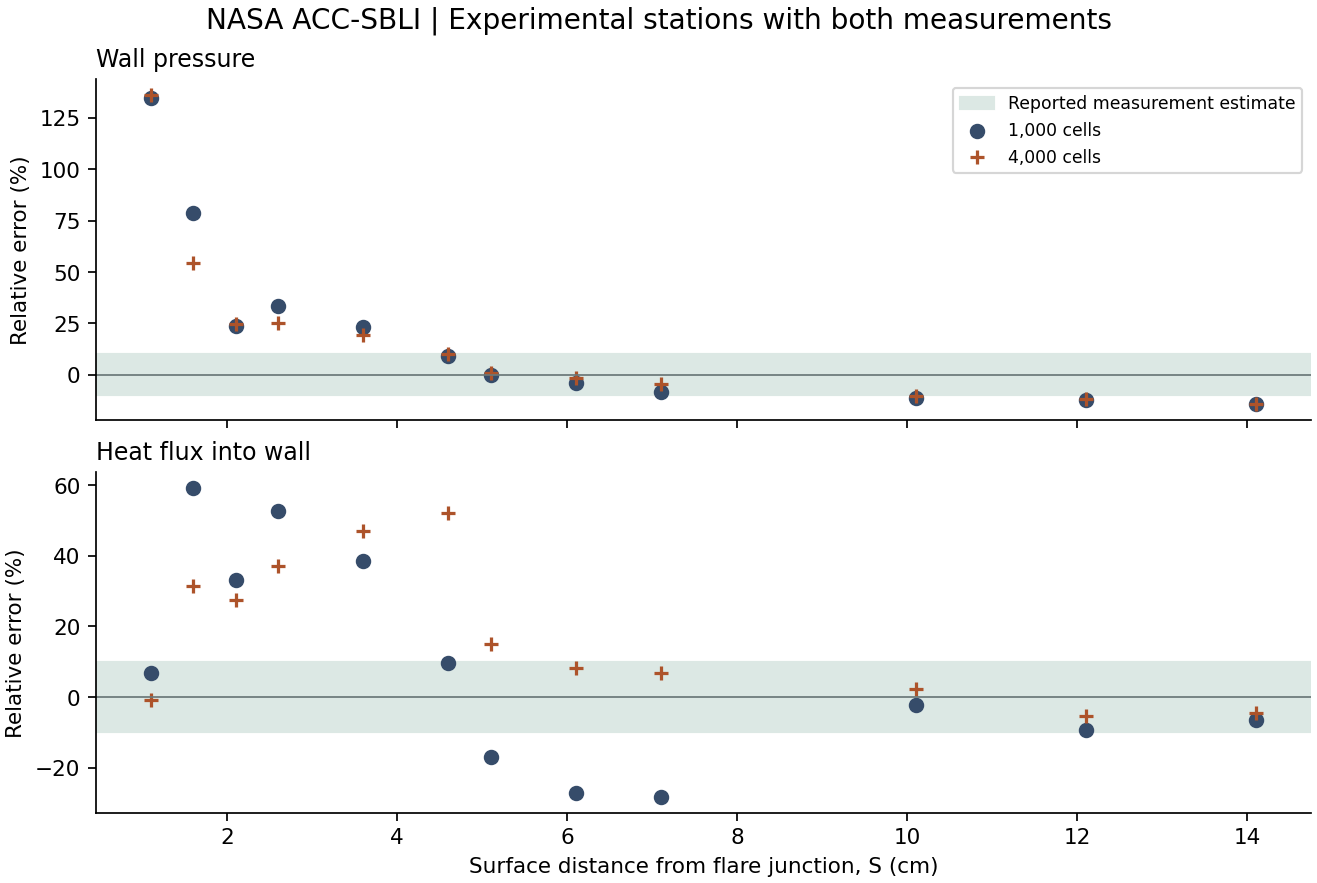 NASA ACC-SBLI | Experimental stations with both measurements
Wall pressure
Relative error (%)
125
100
75
50
25
0
Reported measurement estimate
1,000 cells
4,000 cells
Heat flux into wall
Relative error (%)
60
40
20
0
−20
2 4 6 8 10 12 14
Surface distance from flare junction, S (cm)